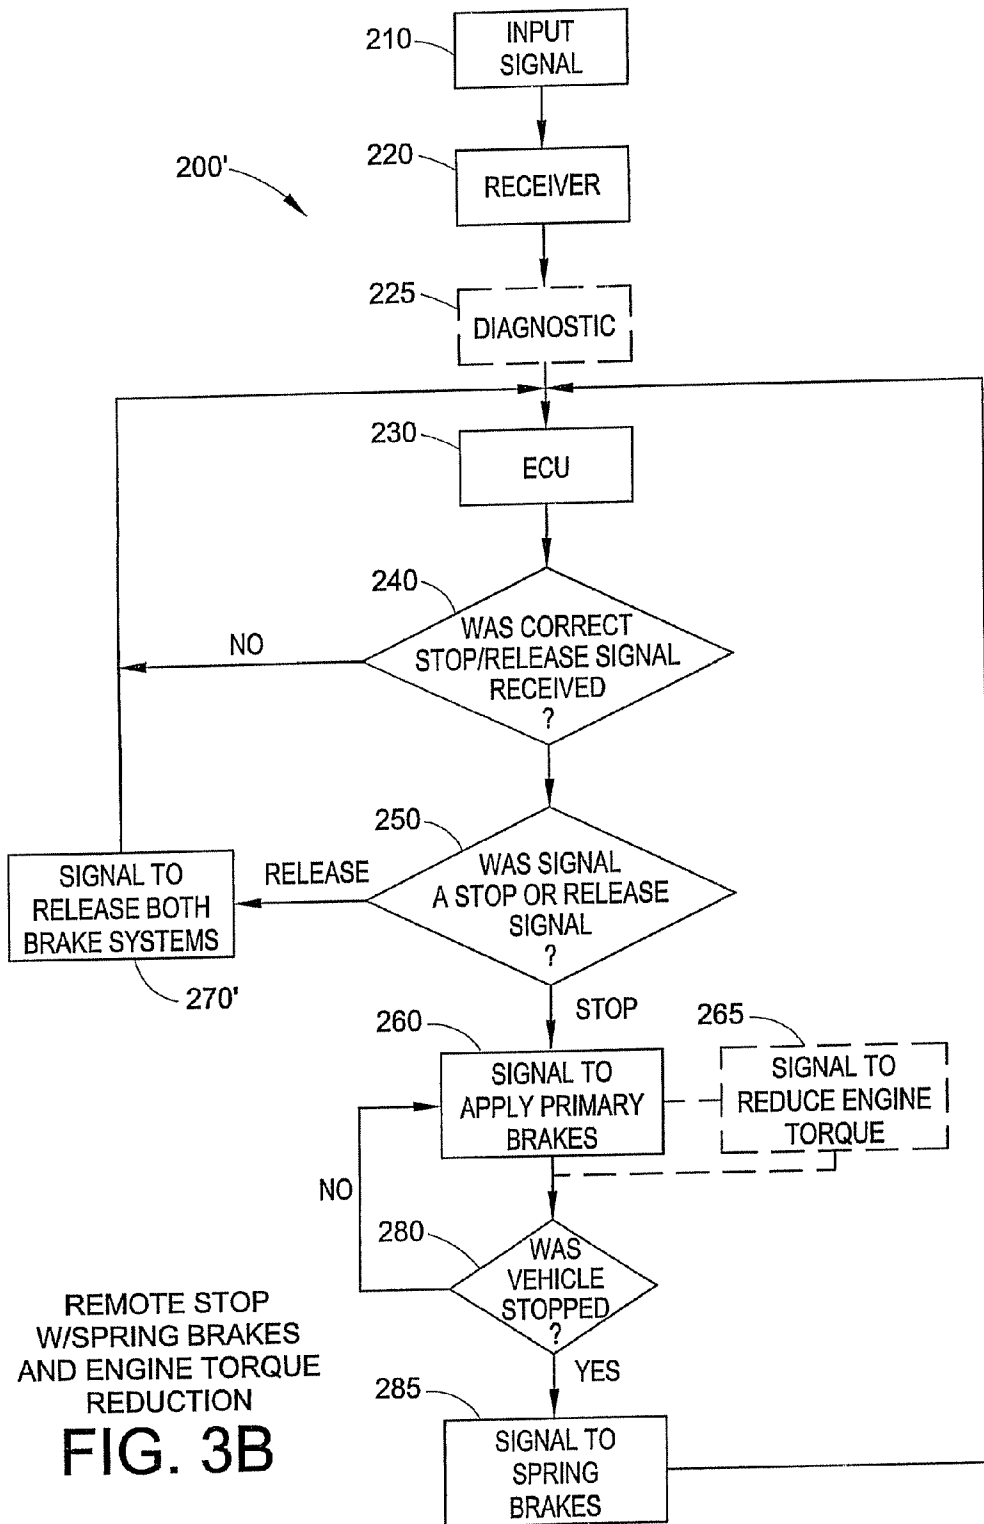 210
INPUT
SIGNAL
220
RECEIVER
200'
225
DIAGNOSTIC
230
ECU
240
WAS CORRECT
STOP/RELEASE SIGNAL
RECEIVED
?
NO
250
WAS SIGNAL
A STOP OR RELEASE
SIGNAL
?
RELEASE
SIGNAL TO
RELEASE BOTH
BRAKE SYSTEMS
270'
STOP
260
SIGNAL TO
APPLY PRIMARY
BRAKES
265
SIGNAL TO
REDUCE ENGINE
TORQUE
NO
280
WAS
VEHICLE
STOPPED
?
YES
285
SIGNAL TO
SPRING
BRAKES
REMOTE STOP
W/SPRING BRAKES
AND ENGINE TORQUE
REDUCTION
FIG. 3B